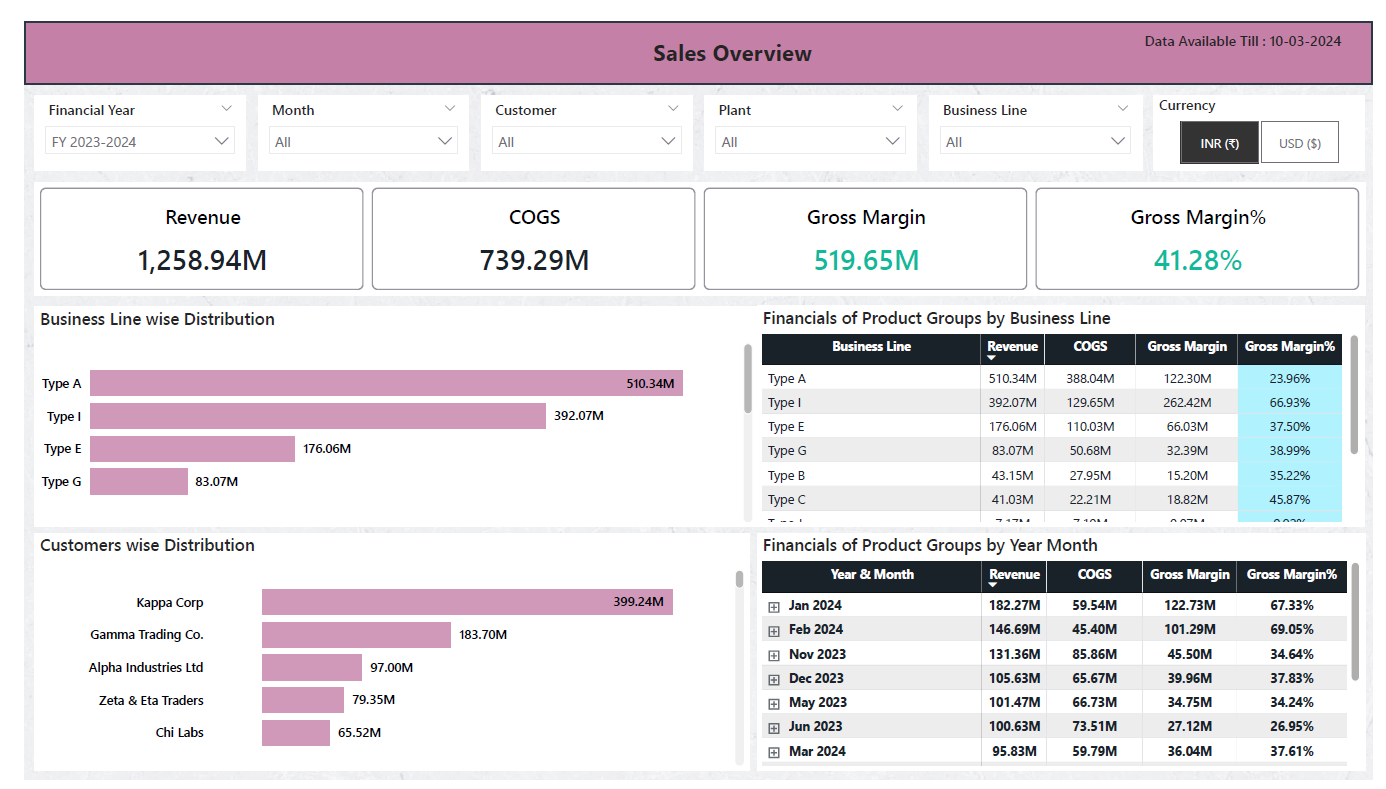 Sales Overview
Data Available Till : 10-03-2024
Financial Year
FY 2023-2024
Month
All
Customer
All
Plant
All
Business Line
All
Currency
INR (₹)
USD ($)
Revenue
1,258.94M
COGS
739.29M
Gross Margin
519.65M
Gross Margin%
41.28%
Business Line wise Distribution
Type A 510.34M
Type I 392.07M
Type E 176.06M
Type G 83.07M
Financials of Product Groups by Business Line
Business Line Revenue COGS Gross Margin Gross Margin%
Type A 510.34M 388.04M 122.30M 23.96%
Type I 392.07M 129.65M 262.42M 66.93%
Type E 176.06M 110.03M 66.03M 37.50%
Type G 83.07M 50.68M 32.39M 38.99%
Type B 43.15M 27.95M 15.20M 35.22%
Type C 41.03M 22.21M 18.82M 45.87%
Customers wise Distribution
Kappa Corp 399.24M
Gamma Trading Co. 183.70M
Alpha Industries Ltd 97.00M
Zeta & Eta Traders 79.35M
Chi Labs 65.52M
Financials of Product Groups by Year Month
Year & Month Revenue COGS Gross Margin Gross Margin%
Jan 2024 182.27M 59.54M 122.73M 67.33%
Feb 2024 146.69M 45.40M 101.29M 69.05%
Nov 2023 131.36M 85.86M 45.50M 34.64%
Dec 2023 105.63M 65.67M 39.96M 37.83%
May 2023 101.47M 66.73M 34.75M 34.24%
Jun 2023 100.63M 73.51M 27.12M 26.95%
Mar 2024 95.83M 59.79M 36.04M 37.61%